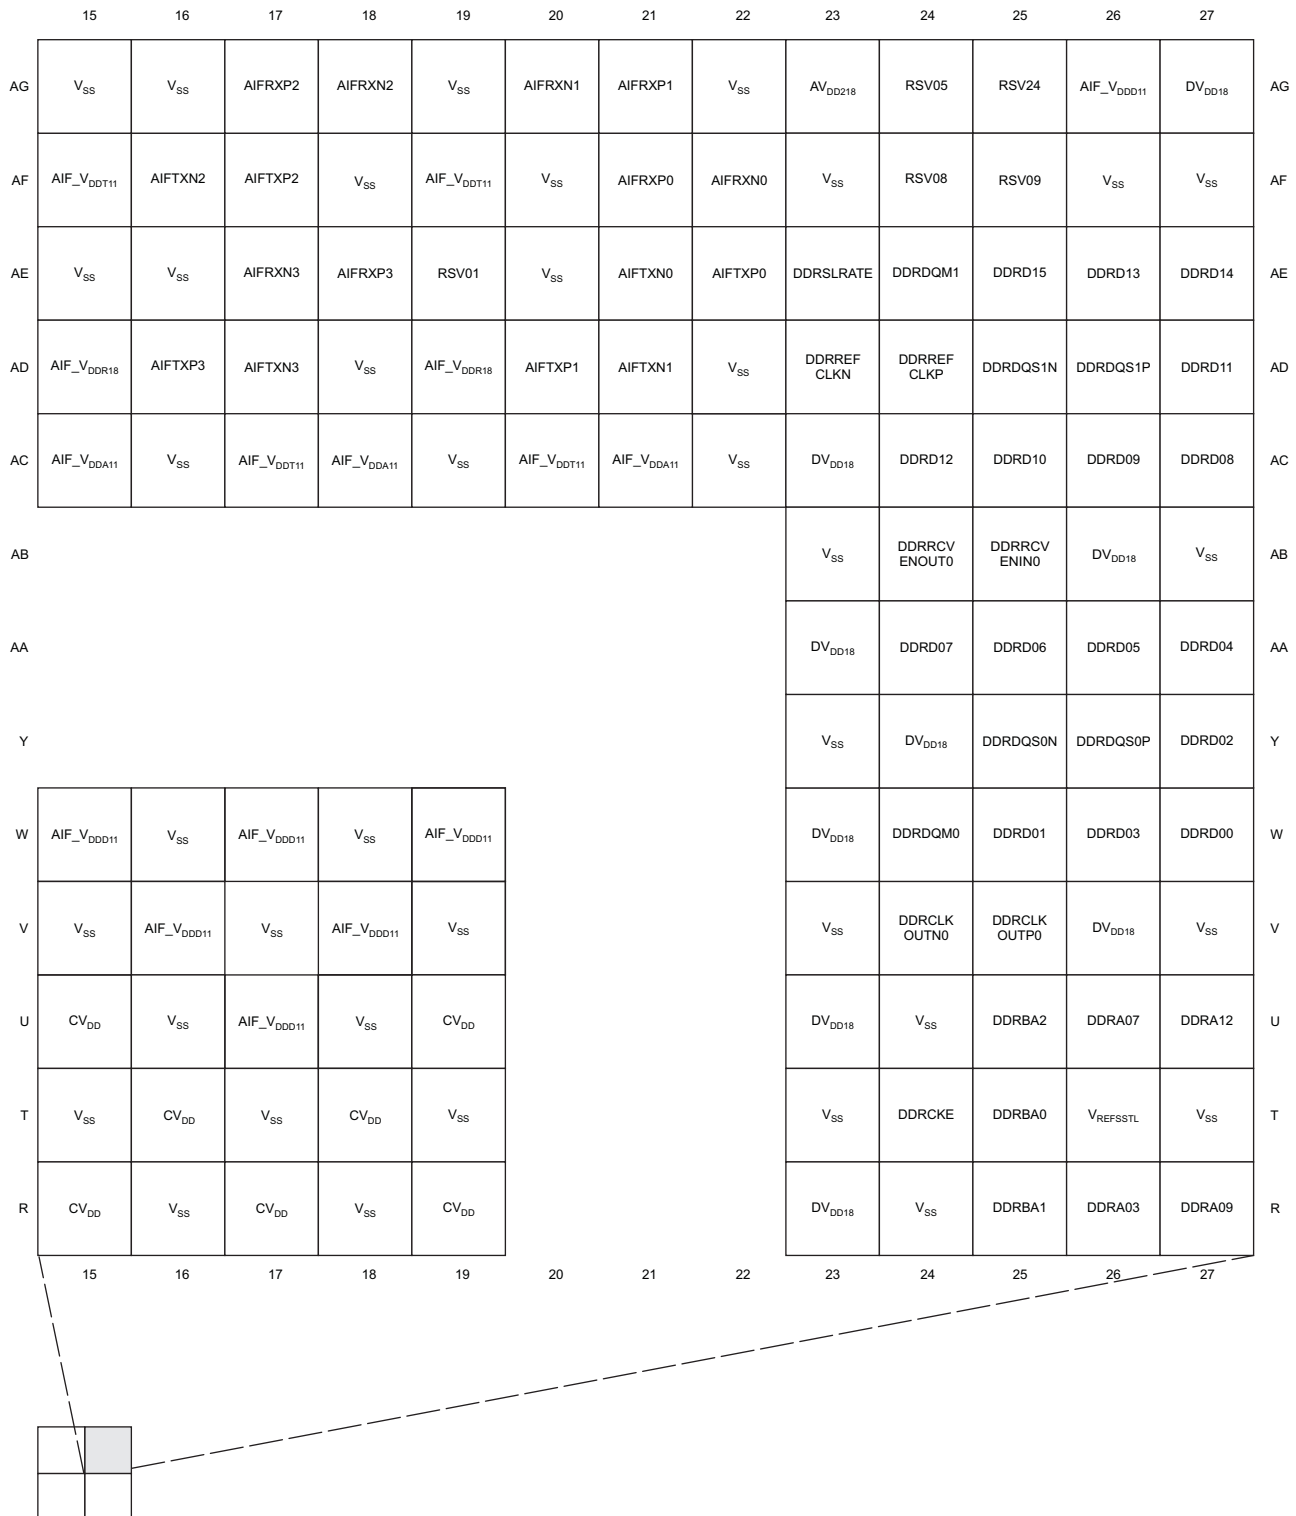 15 16 17 18 19 20 21 22 23 24 25 26 27
AG VSS VSS AIFRXP2 AIFRXN2 VSS AIFRXN1 AIFRXP1 VSS AVDD218 RSV05 RSV24 AIF_VDDD11 DVDD18 AG
AF AIF_VDDT11 AIFTXN2 AIFTXP2 VSS AIF_VDDT11 VSS AIFRXP0 AIFRXN0 VSS RSV08 RSV09 VSS VSS AF
AE VSS VSS AIFRXN3 AIFRXP3 RSV01 VSS AIFTXN0 AIFTXP0 DDRSLRATE DDRDQM1 DDRD15 DDRD13 DDRD14 AE
AD AIF_VDDR18 AIFTXP3 AIFTXN3 VSS AIF_VDDR18 AIFTXP1 AIFTXN1 VSS DDRREF CLKN DDRREF CLKP DDRDQS1N DDRDQS1P DDRD11 AD
AC AIF_VDDA11 VSS AIF_VDDT11 AIF_VDDA11 VSS AIF_VDDT11 AIF_VDDA11 VSS DVDD18 DDRD12 DDRD10 DDRD09 DDRD08 AC
AB VSS DDRRCV ENOUT0 DDRRCV ENIN0 DVDD18 VSS AB
AA DVDD18 DDRD07 DDRD06 DDRD05 DDRD04 AA
Y VSS DVDD18 DDRDQS0N DDRDQS0P DDRD02 Y
W AIF_VDDD11 VSS AIF_VDDD11 VSS AIF_VDDD11 DVDD18 DDRDQM0 DDRD01 DDRD03 DDRD00 W
V VSS AIF_VDDD11 VSS AIF_VDDD11 VSS VSS DDRCLK OUTN0 DDRCLK OUTP0 DVDD18 VSS V
U CVDD VSS AIF_VDDD11 VSS CVDD DVDD18 VSS DDRBA2 DDRA07 DDRA12 U
T VSS CVDD VSS CVDD VSS VSS DDRCKE DDRBA0 VREFSSTL VSS T
R CVDD VSS CVDD VSS CVDD DVDD18 VSS DDRBA1 DDRA03 DDRA09 R
15 16 17 18 19 20 21 22 23 24 25 26 27